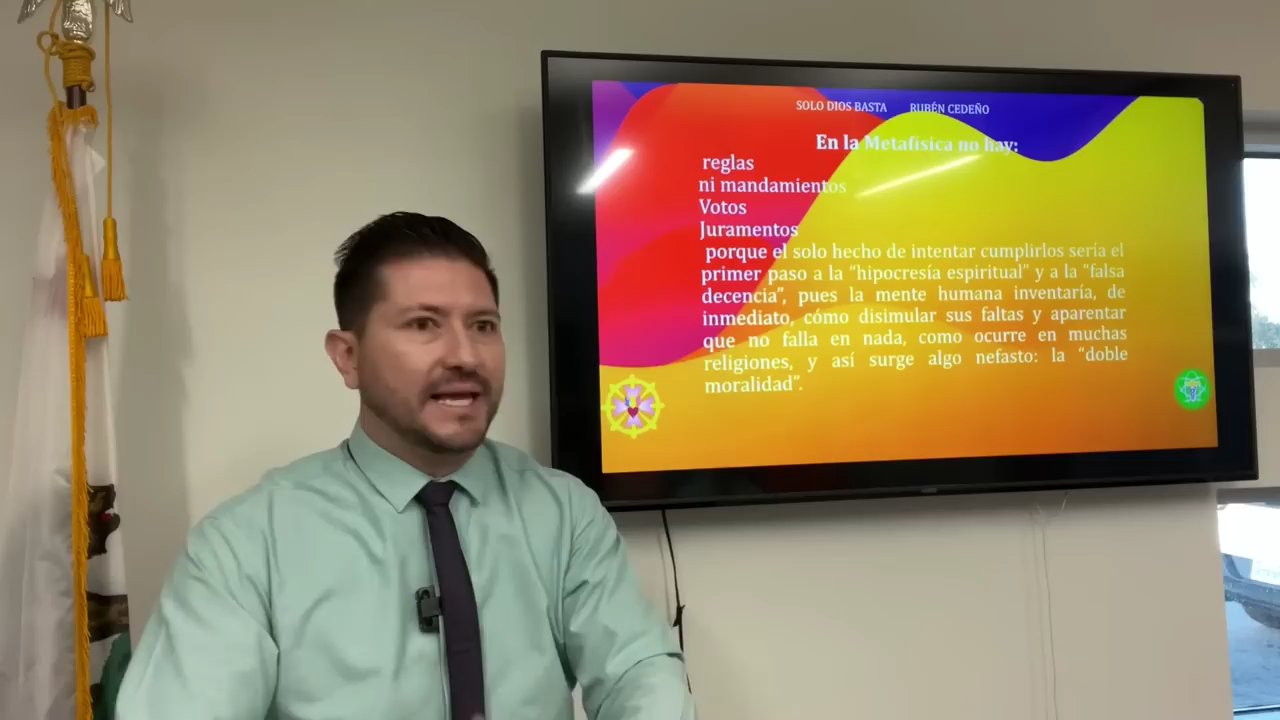 SOLO DIOS BASTA RUBÉN CEDEÑO
En la Metafísica no hay:
reglas
ni mandamientos
Votos
Juramentos
porque el solo hecho de intentar cumplirlos sería el
primer paso a la “hipocresía espiritual” y a la “falsa
decencia”, pues la mente humana inventaría, de
inmediato, cómo disimular sus faltas y aparentar
que no falla en nada, como ocurre en muchas
religiones, y así surge algo nefasto: la “doble
moralidad”.